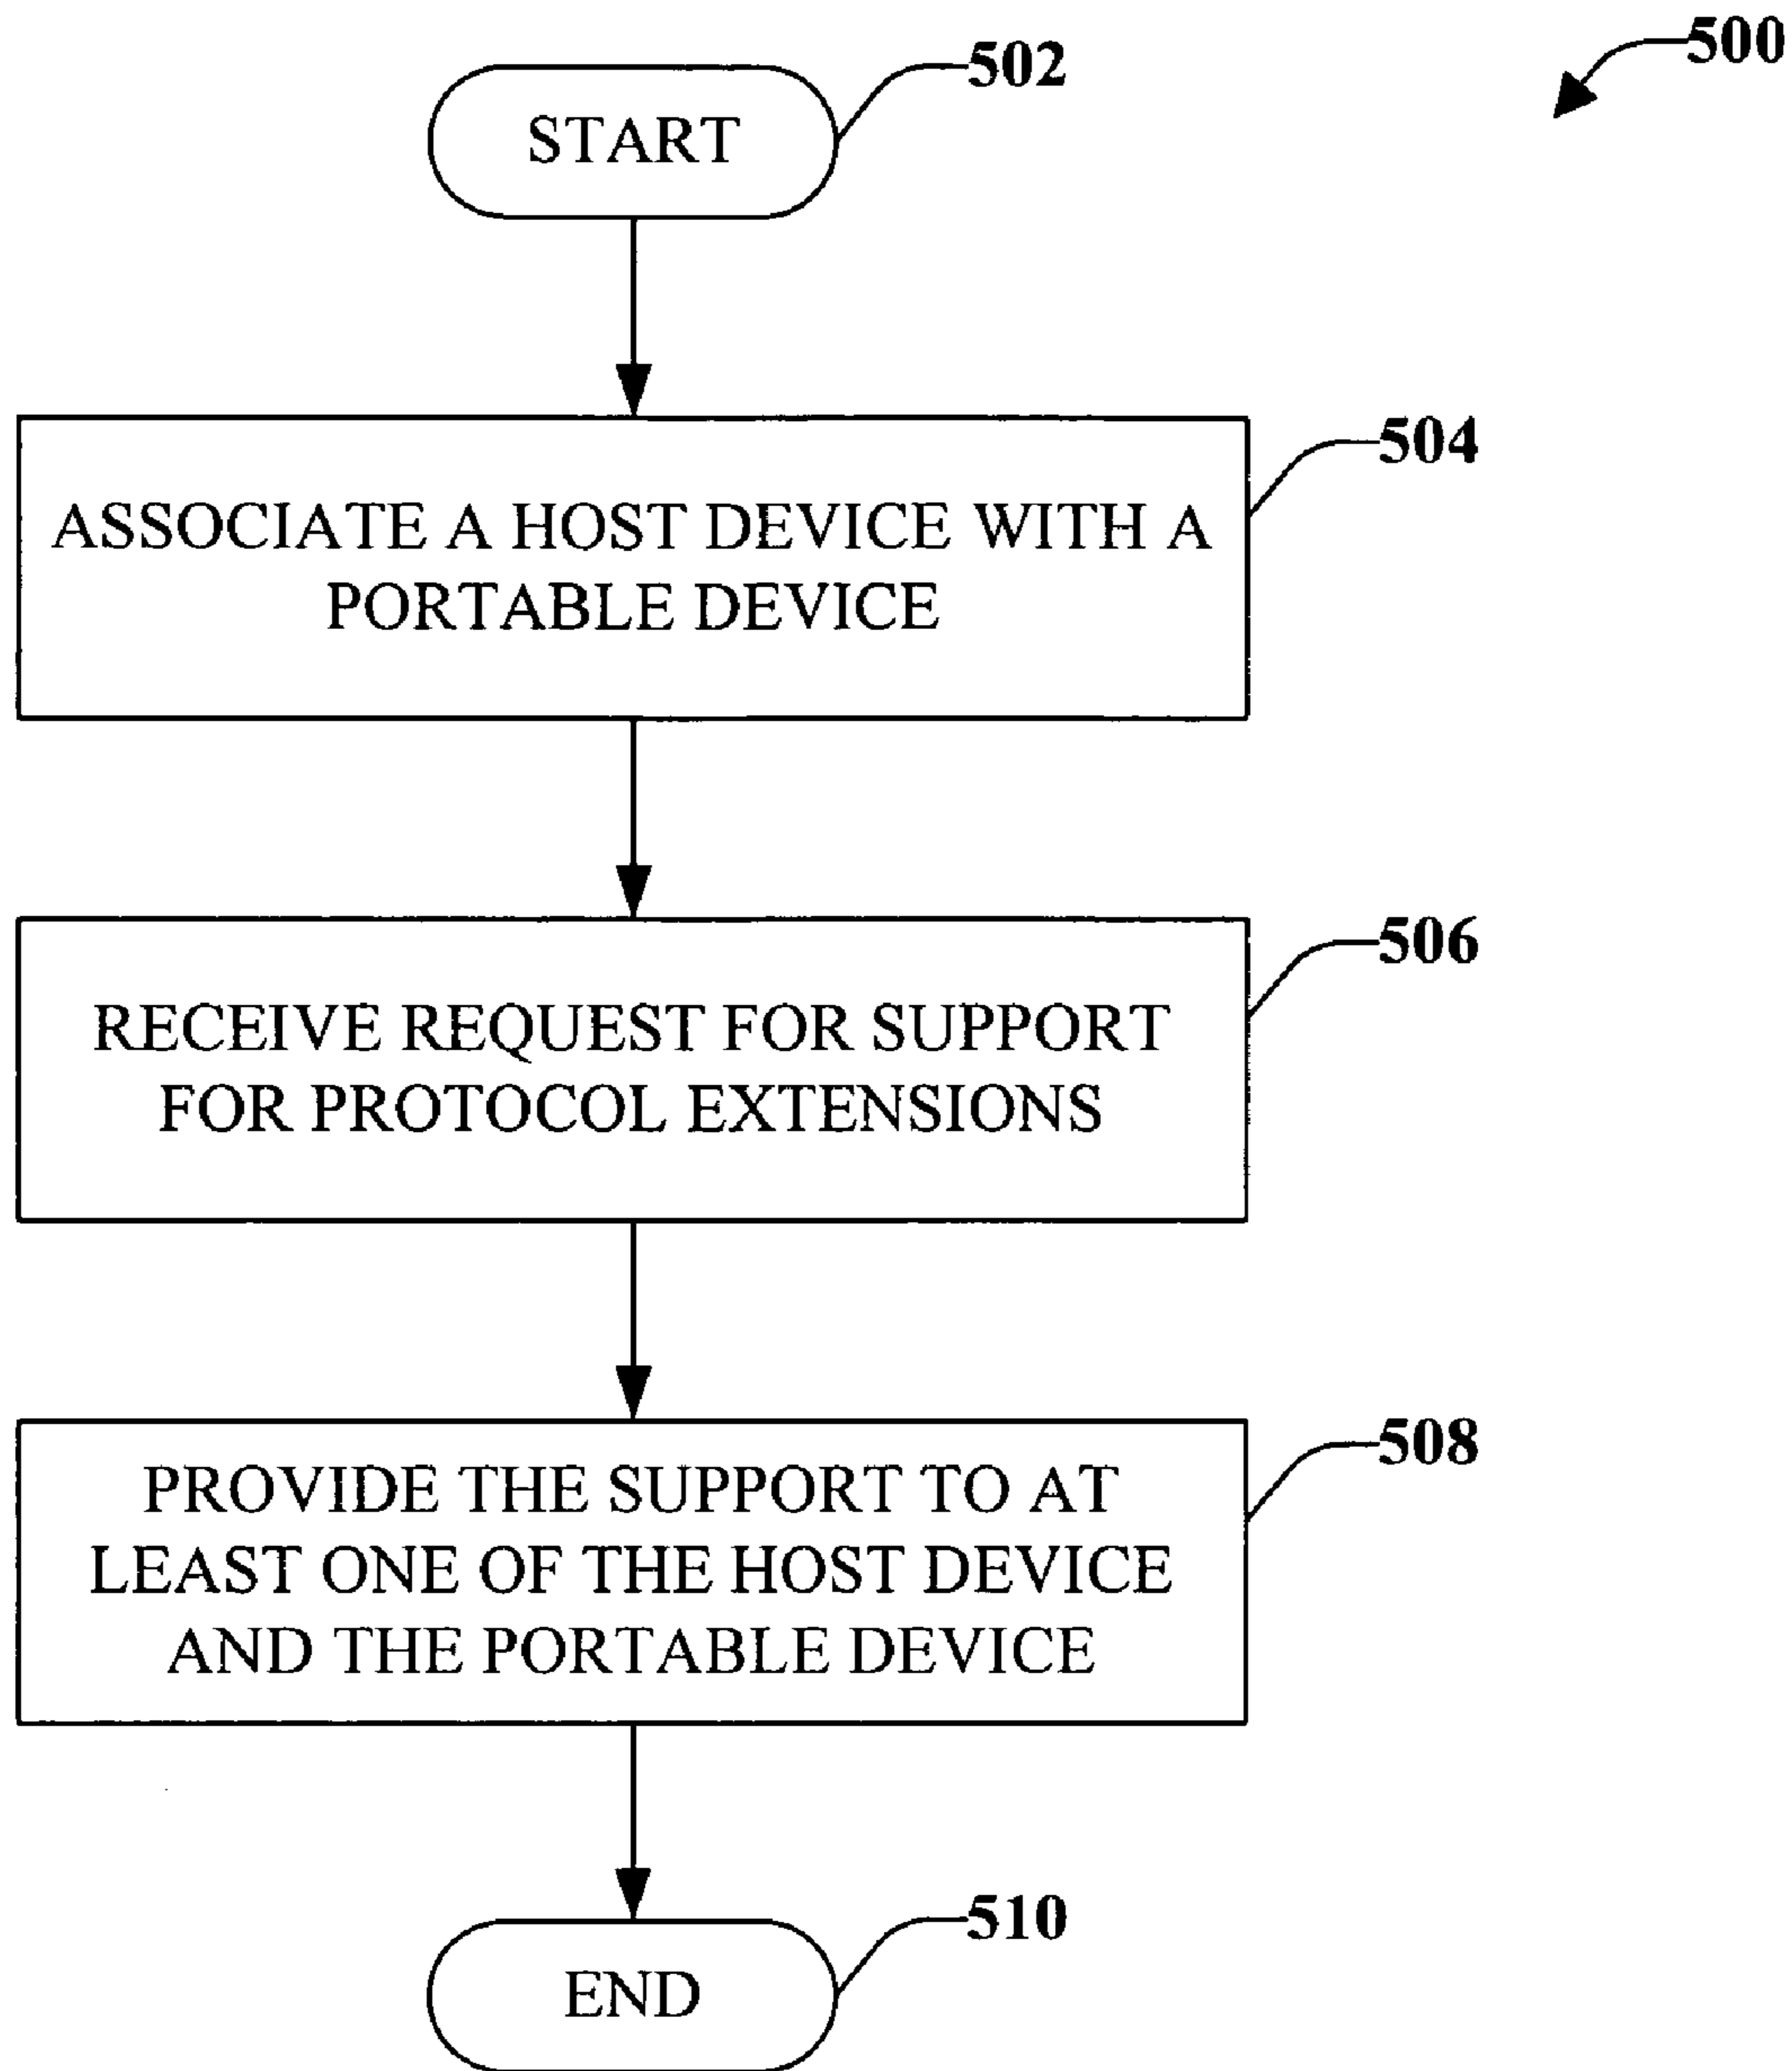 500
502
START
504
ASSOCIATE A HOST DEVICE WITH A
PORTABLE DEVICE
506
RECEIVE REQUEST FOR SUPPORT
FOR PROTOCOL EXTENSIONS
508
PROVIDE THE SUPPORT TO AT
LEAST ONE OF THE HOST DEVICE
AND THE PORTABLE DEVICE
510
END